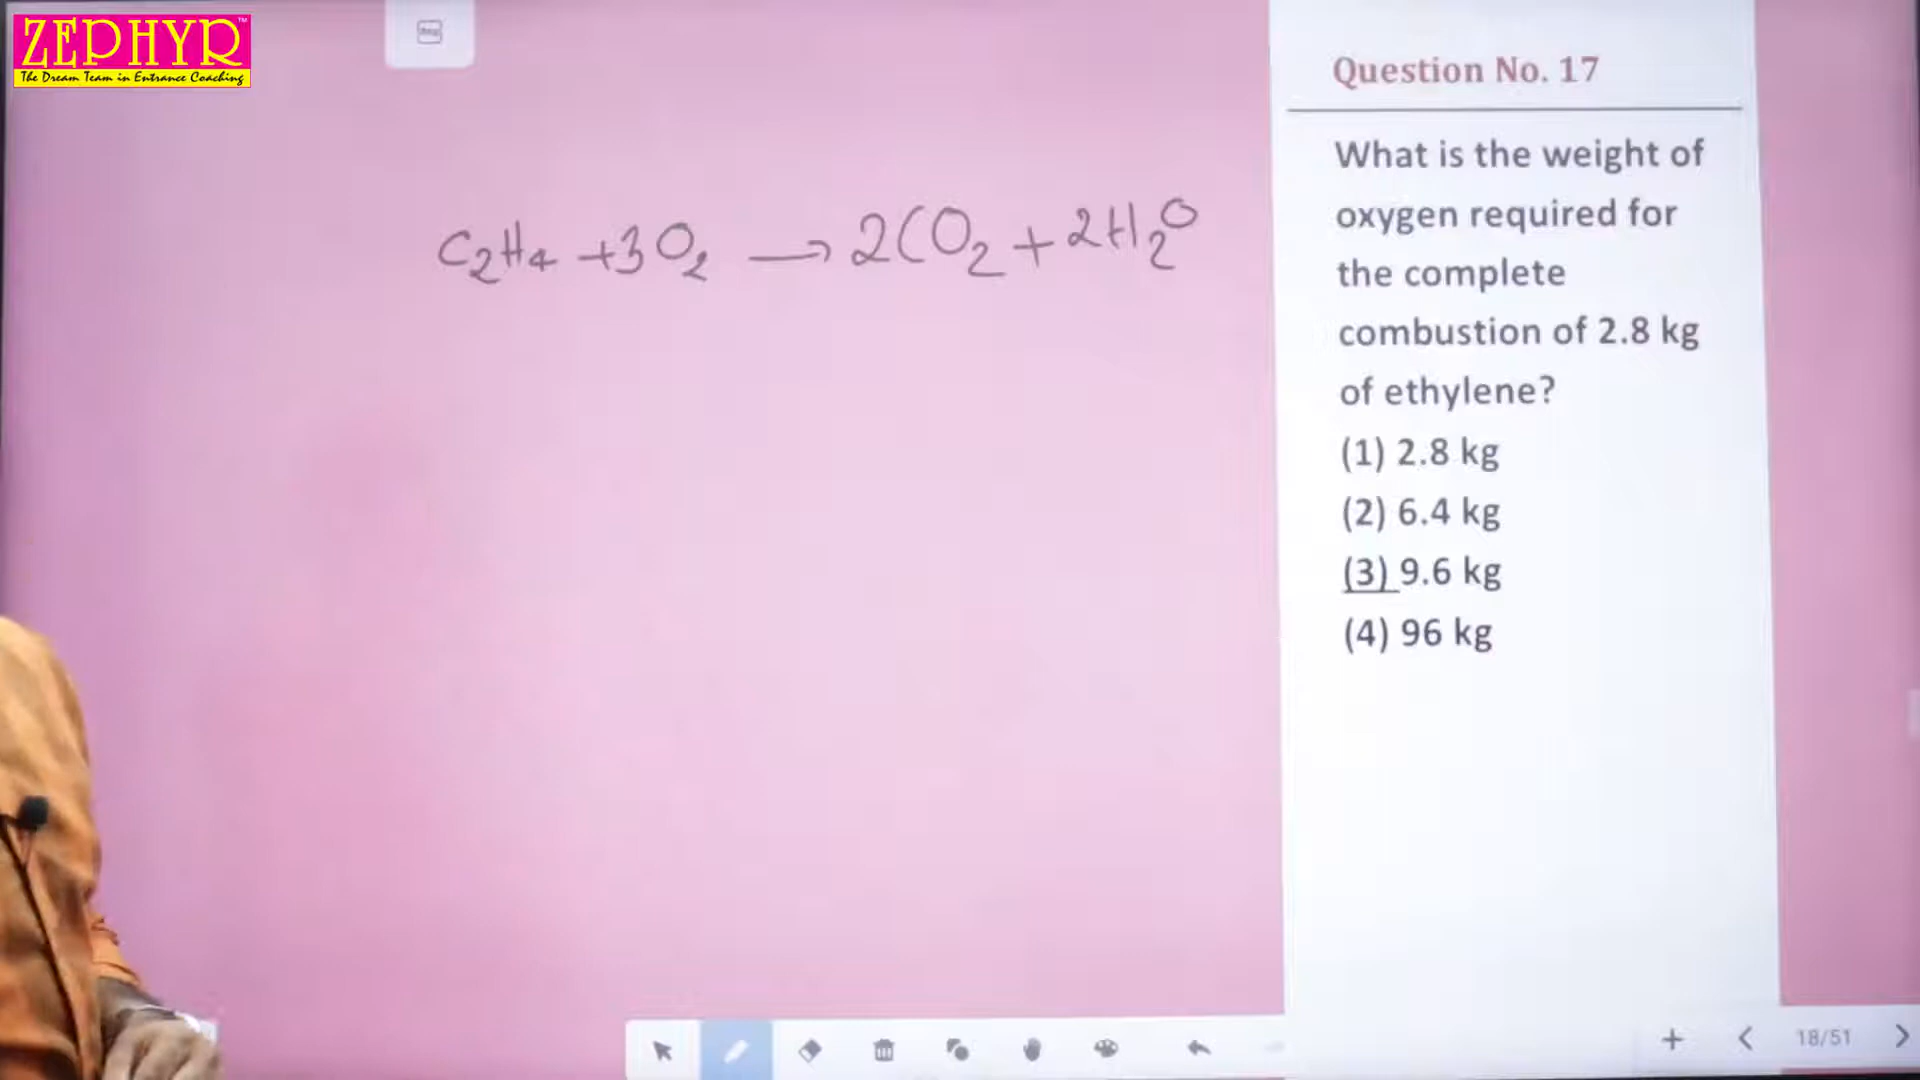 ZEPHYR™
The Dream Team in Entrance Coaching
C₂H₄ + 3O₂ → 2CO₂ + 2H₂O
Question No. 17
What is the weight of
oxygen required for
the complete
combustion of 2.8 kg
of ethylene?
(1) 2.8 kg
(2) 6.4 kg
(3) 9.6 kg
(4) 96 kg
18/51